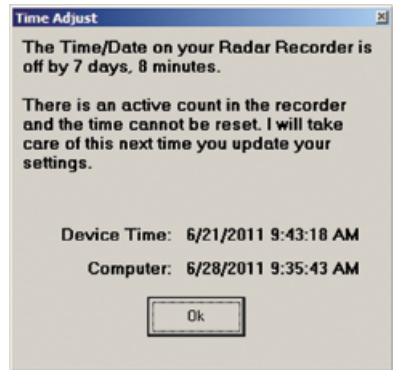 Time Adjust
The Time/Date on your Radar Recorder is
off by 7 days, 8 minutes.
There is an active count in the recorder
and the time cannot be reset. I will take
care of this next time you update your
settings.
Device Time: 6/21/2011 9:43:18 AM
Computer: 6/28/2011 9:35:43 AM
Ok